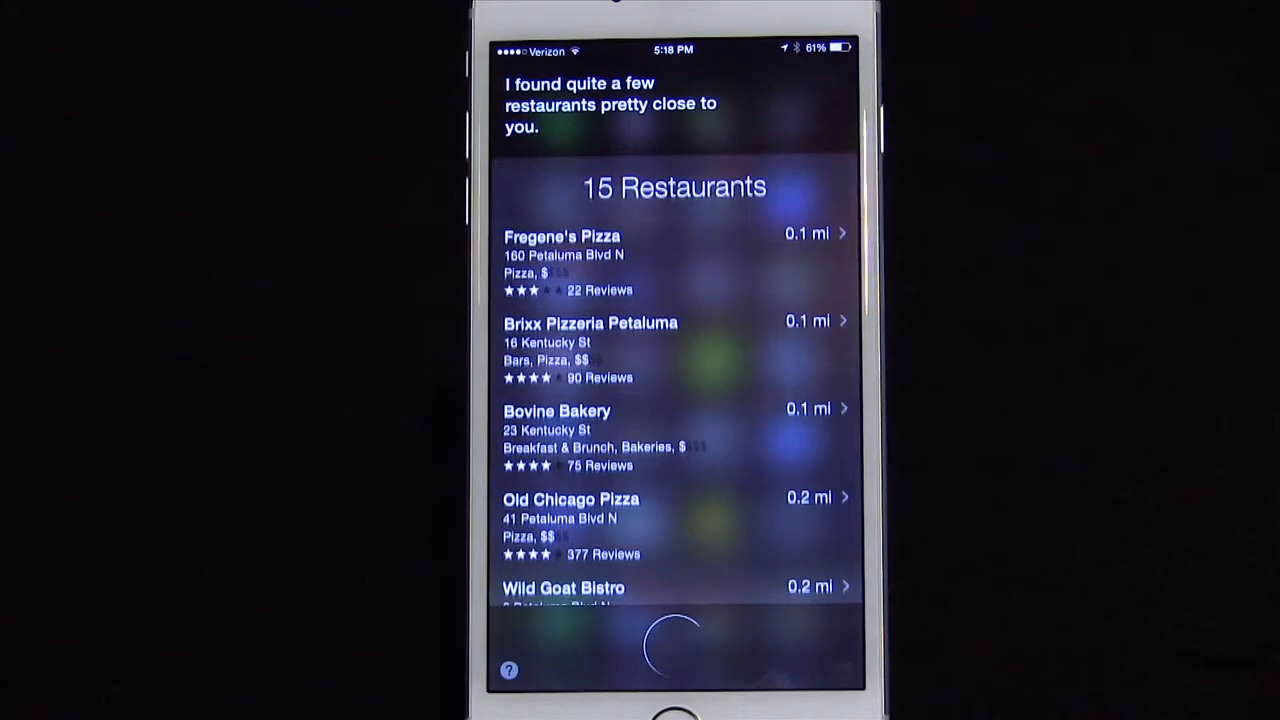 Verizon 5:18 PM 61%
I found quite a few
restaurants pretty close to
you.
15 Restaurants
Fregene's Pizza 0.1 mi
160 Petaluma Blvd N
Pizza, $$$$
22 Reviews
Brixx Pizzeria Petaluma 0.1 mi
16 Kentucky St
Bars, Pizza, $$$$
90 Reviews
Bovine Bakery 0.1 mi
23 Kentucky St
Breakfast & Brunch, Bakeries, $$$$
75 Reviews
Old Chicago Pizza 0.2 mi
41 Petaluma Blvd N
Pizza, $$$$
377 Reviews
Wild Goat Bistro 0.2 mi
Petaluma Blvd N
?